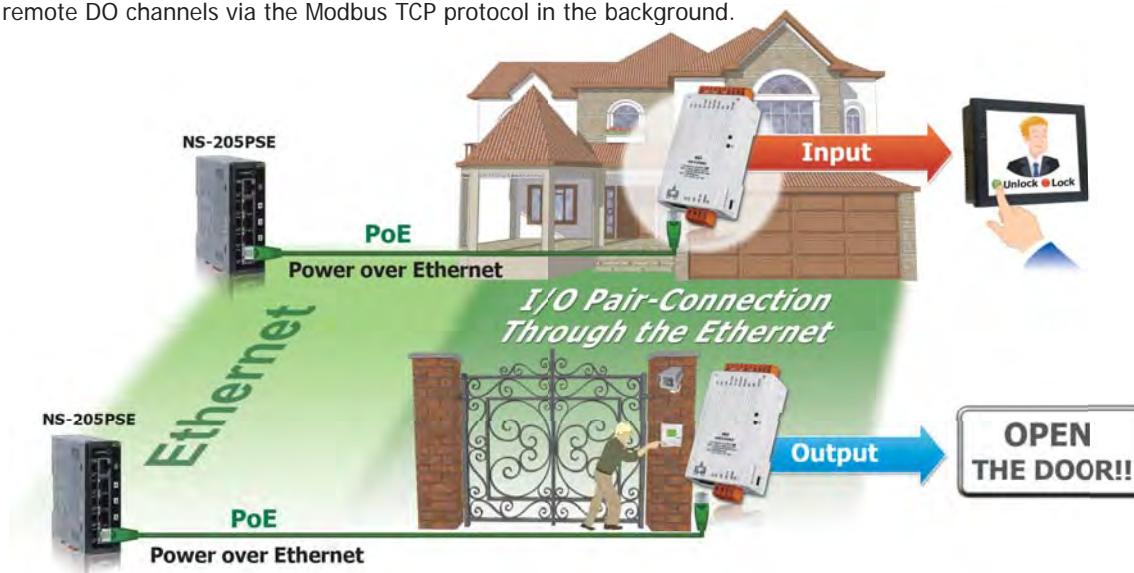 remote DO channels via the Modbus TCP protocol in the background.
NS-205PSE
Input
Unlock Lock
PoE
Power over Ethernet
I/O Pair-Connection
Through the Ethernet
Ethernet
NS-205PSE
Output
OPEN
THE DOOR!!
PoE
Power over Ethernet